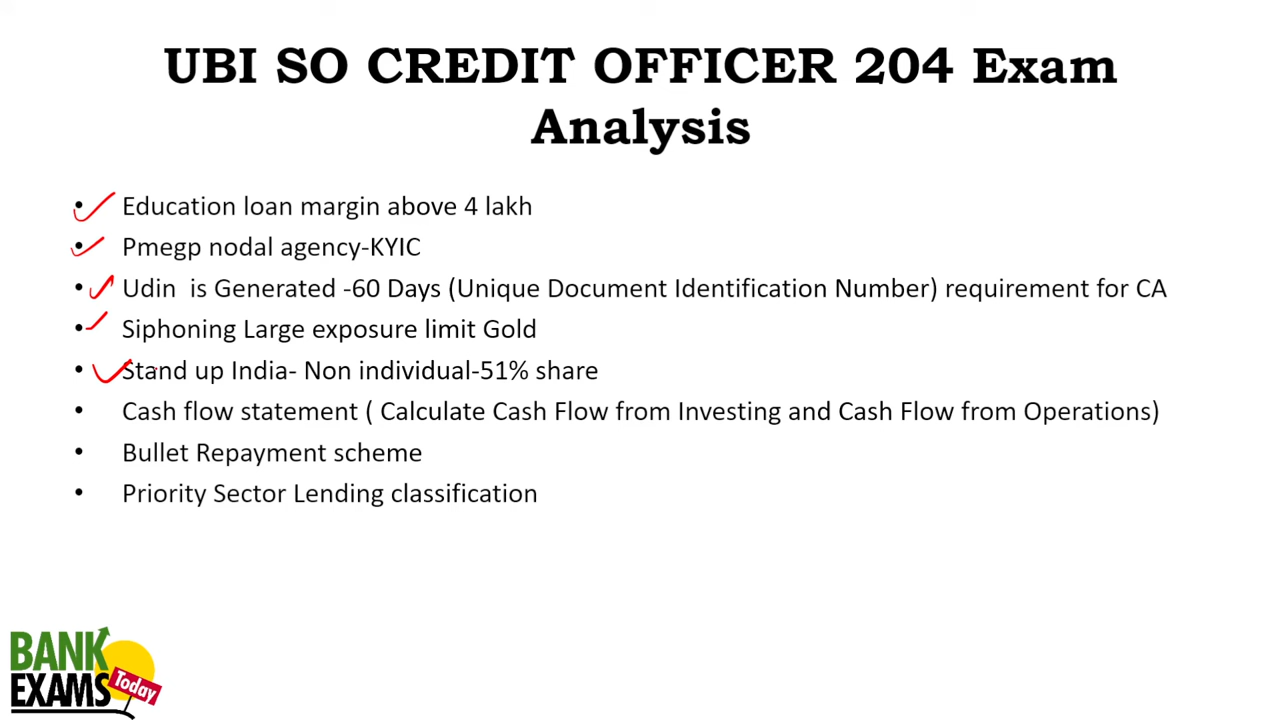 UBI SO CREDIT OFFICER 204 Exam
Analysis
• Education loan margin above 4 lakh
• Pmegp nodal agency-KYIC
• Udin is Generated -60 Days (Unique Document Identification Number) requirement for CA
• Siphoning Large exposure limit Gold
• Stand up India- Non individual-51% share
• Cash flow statement ( Calculate Cash Flow from Investing and Cash Flow from Operations)
• Bullet Repayment scheme
• Priority Sector Lending classification
BANK
EXAMS
Today